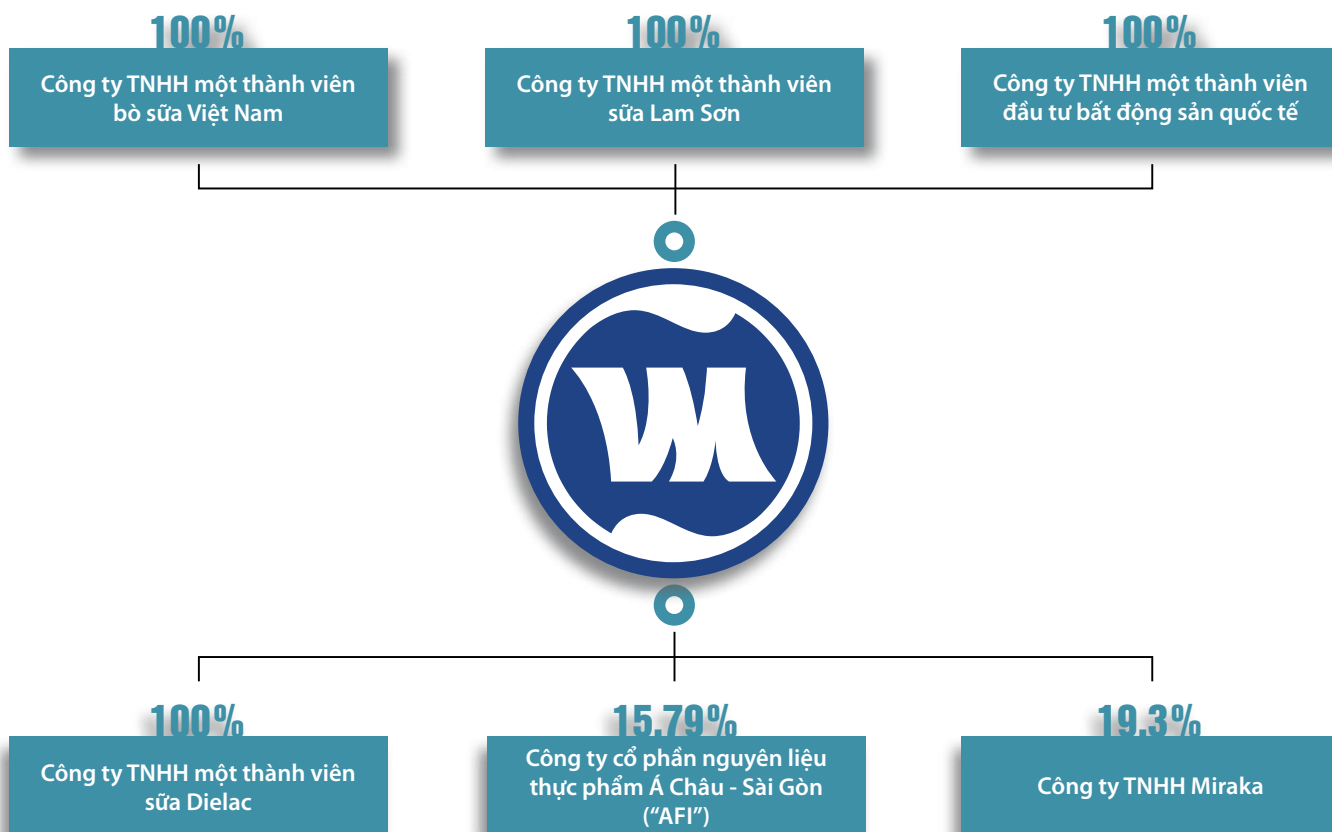 100%
Công ty TNHH một thành viên
bò sữa Việt Nam
100%
Công ty TNHH một thành viên
sữa Lam Sơn
100%
Công ty TNHH một thành viên
đầu tư bất động sản quốc tế
VM
100%
Công ty TNHH một thành viên
sữa Dielac
15,79%
Công ty cổ phần nguyên liệu
thực phẩm Á Châu - Sài Gòn
(“AFI”)
19,3%
Công ty TNHH Miraka